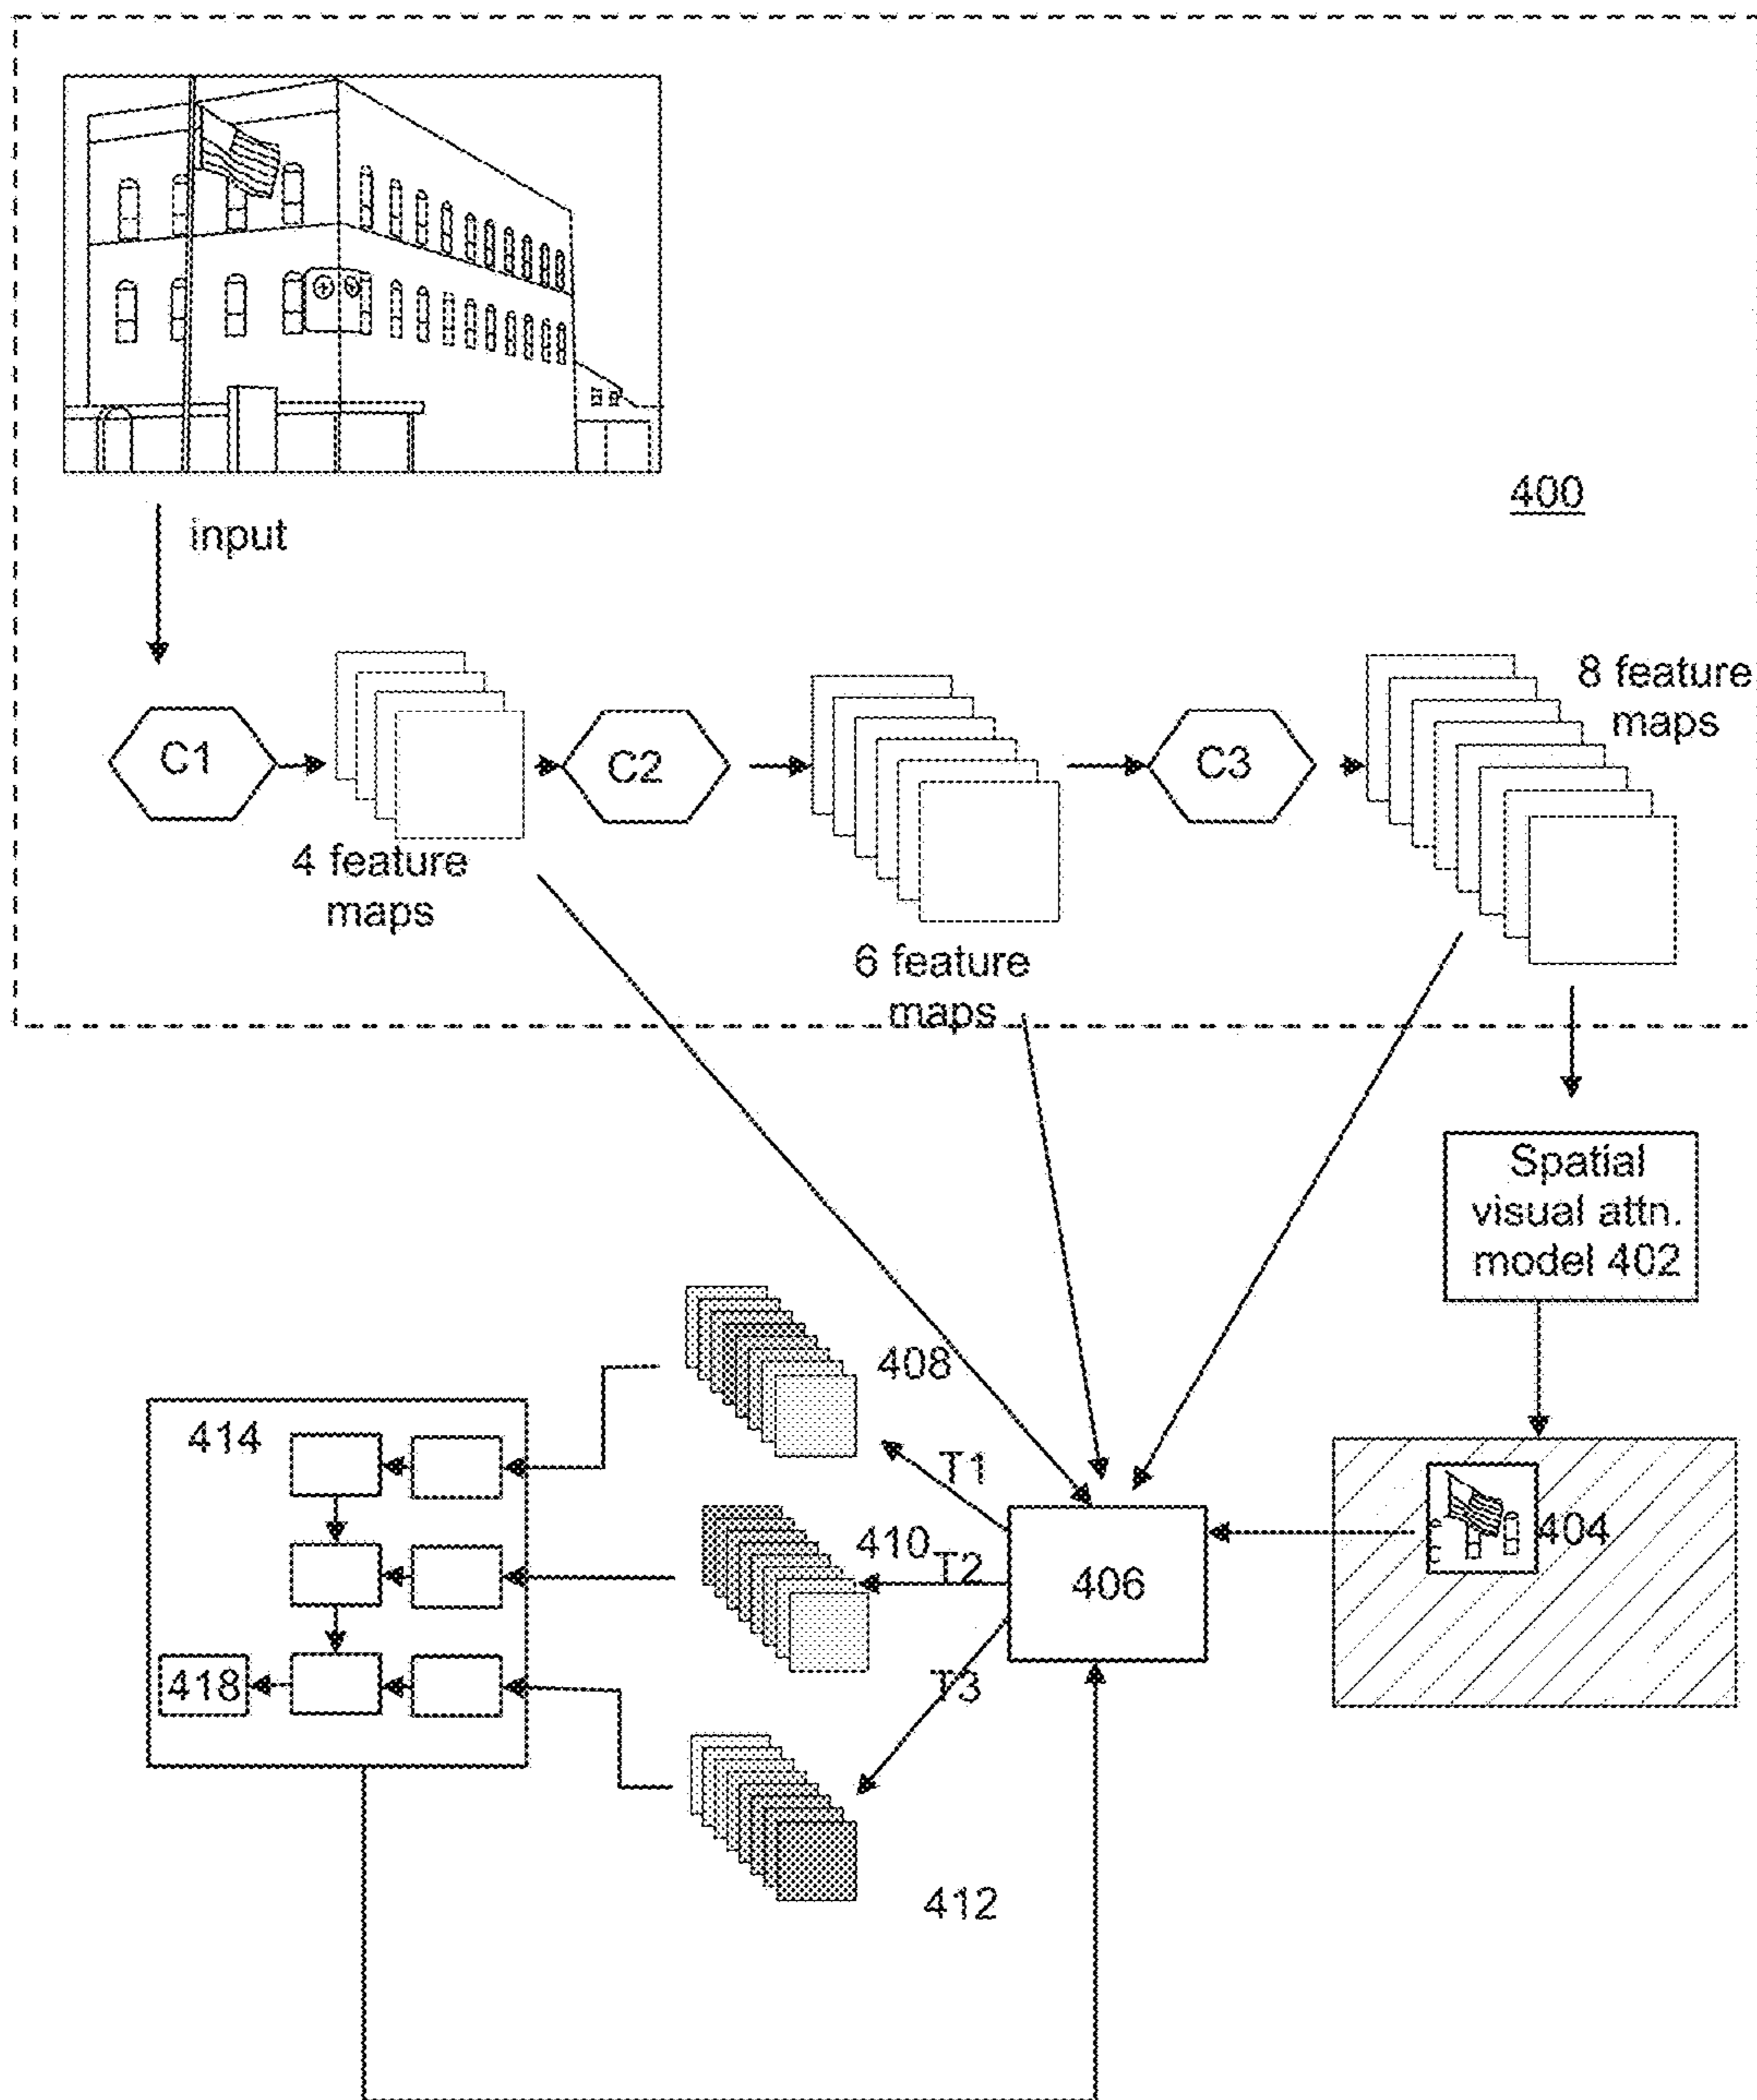 400
input
C1
C2
C3
8 feature
maps
4 feature
maps
6 feature
maps
Spatial
visual attn.
model 402
408
414
T1
410
T2
406
404
418
T3
412